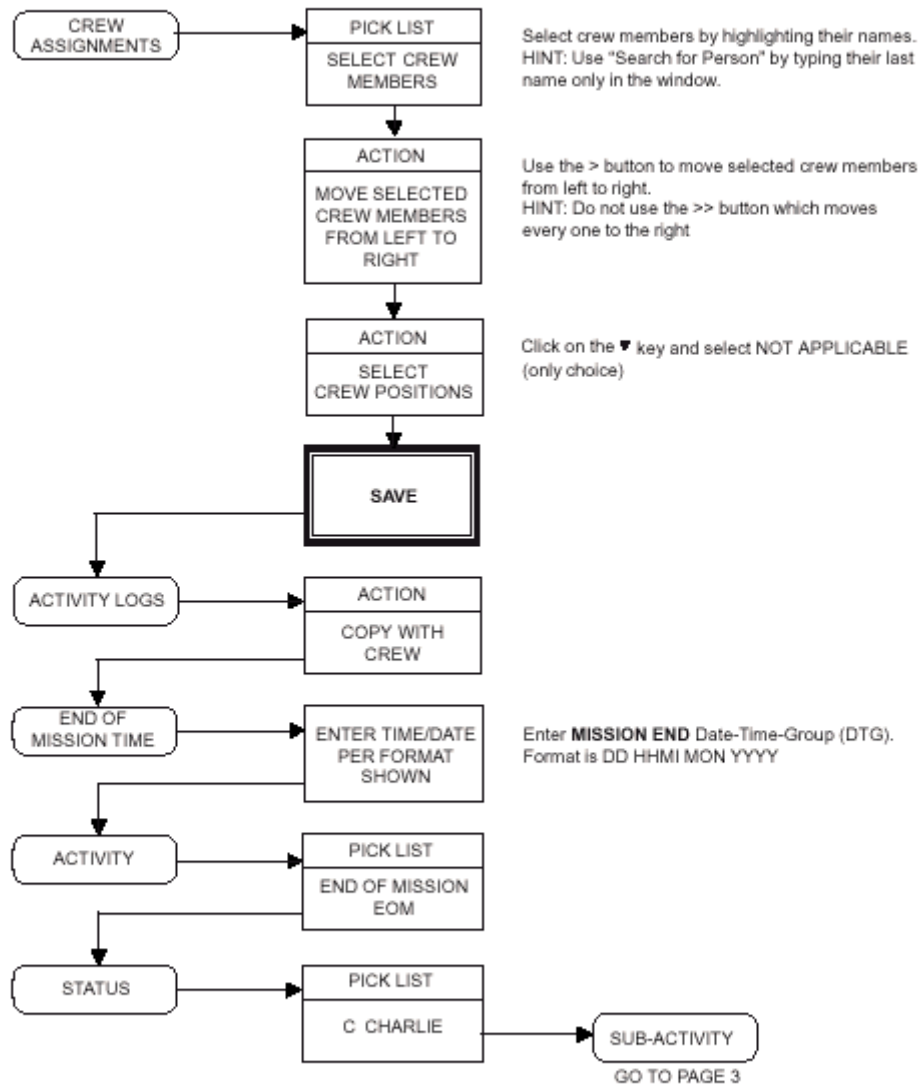 CREW
ASSIGNMENTS
PICK LIST
SELECT CREW
MEMBERS
Select crew members by highlighting their names.
HINT: Use "Search for Person" by typing their last
name only in the window.
ACTION
MOVE SELECTED
CREW MEMBERS
FROM LEFT TO
RIGHT
Use the > button to move selected crew members
from left to right.
HINT: Do not use the >> button which moves
every one to the right
ACTION
SELECT
CREW POSITIONS
Click on the ▼ key and select NOT APPLICABLE
(only choice)
SAVE
ACTIVITY LOGS
ACTION
COPY WITH
CREW
END OF
MISSION TIME
ENTER TIME/DATE
PER FORMAT
SHOWN
Enter MISSION END Date-Time-Group (DTG).
Format is DD HHMI MON YYYY
ACTIVITY
PICK LIST
END OF MISSION
EOM
STATUS
PICK LIST
C CHARLIE
SUB-ACTIVITY
GO TO PAGE 3